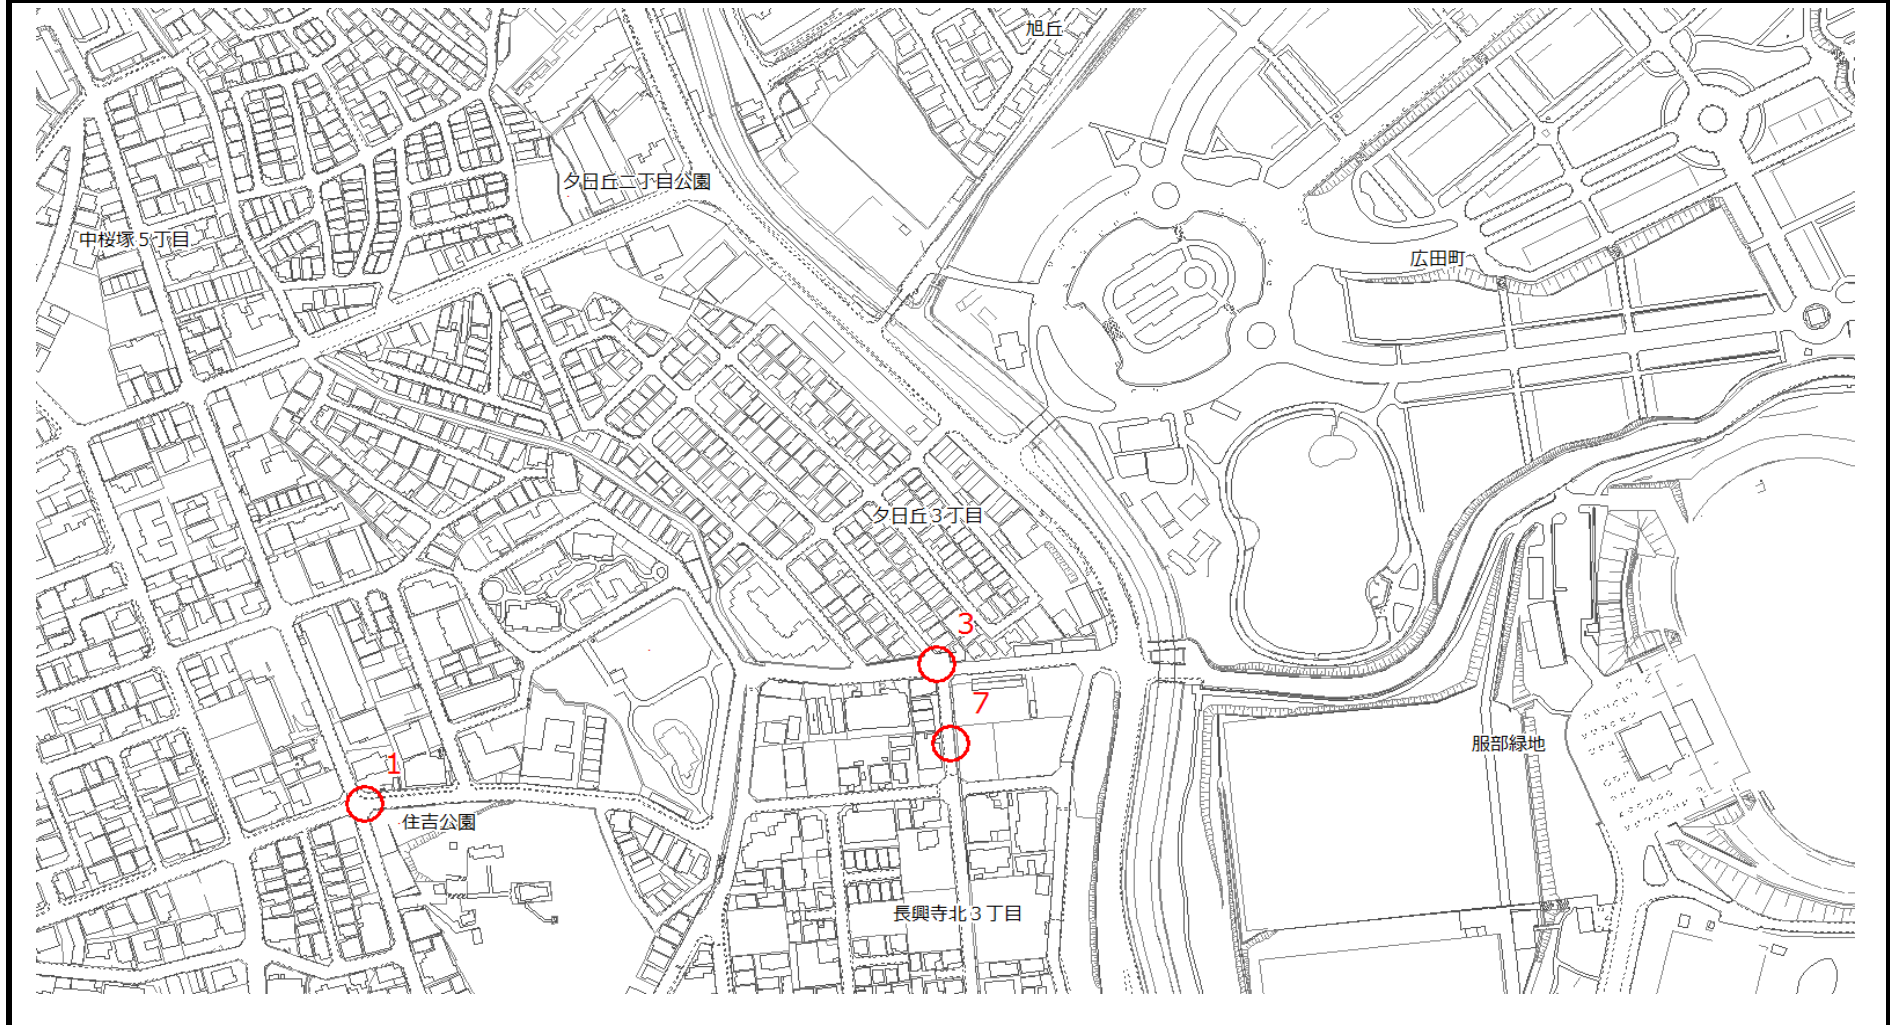 旭丘
夕日丘二丁目公園
中桜塚５丁目
広田町
夕日丘３丁目
3
7
服部緑地
1
住吉公園
長興寺北３丁目